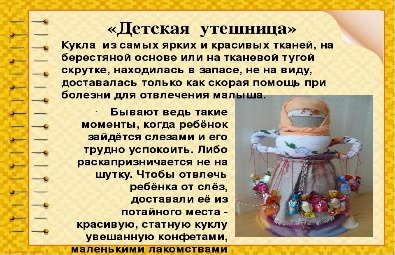 «Детская утешница»
Кукла из самых ярких и красивых тканей, на
берестяной основе или на тканевой тугой
скрутке, находилась в запасе, не на виду,
доставалась только как скорая помощь при
болезни для отвлечения малыша.
Бывают ведь такие
моменты, когда ребёнок
зайдётся слезами и его
трудно успокоить. Либо
раскапризничается не на
шутку. Чтобы отвлечь
ребёнка от слёз,
доставали её из
потайного места -
красивую, статную куклу
увешанную конфетами,
маленькими лакомствами